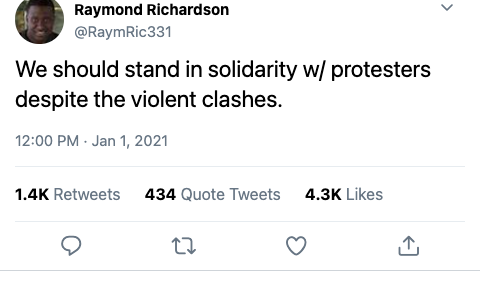 Raymond Richardson
@RaymRic331
We should stand in solidarity w/ protesters
despite the violent clashes.
12:00 PM · Jan 1, 2021
1.4K Retweets 434 Quote Tweets 4.3K Likes